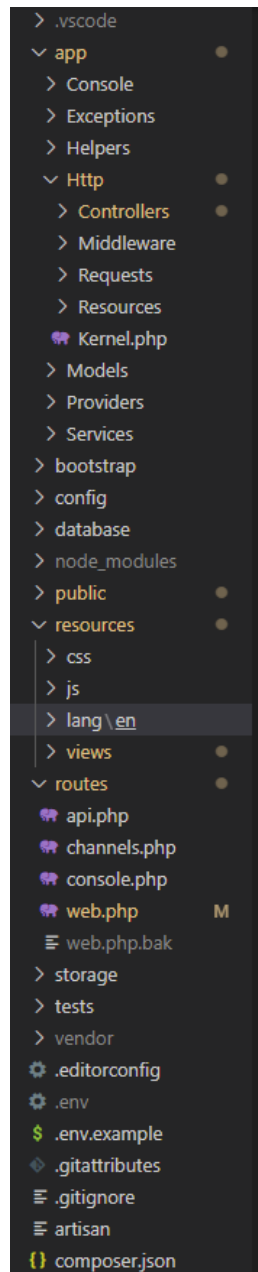 .vscode
app
Console
Exceptions
Helpers
Http
Controllers
Middleware
Requests
Resources
Kernel.php
Models
Providers
Services
bootstrap
config
database
node_modules
public
resources
css
js
lang\en
views
routes
api.php
channels.php
console.php
web.php M
web.php.bak
storage
tests
vendor
.editorconfig
.env
$ .env.example
.gitattributes
.gitignore
artisan
{} composer.json